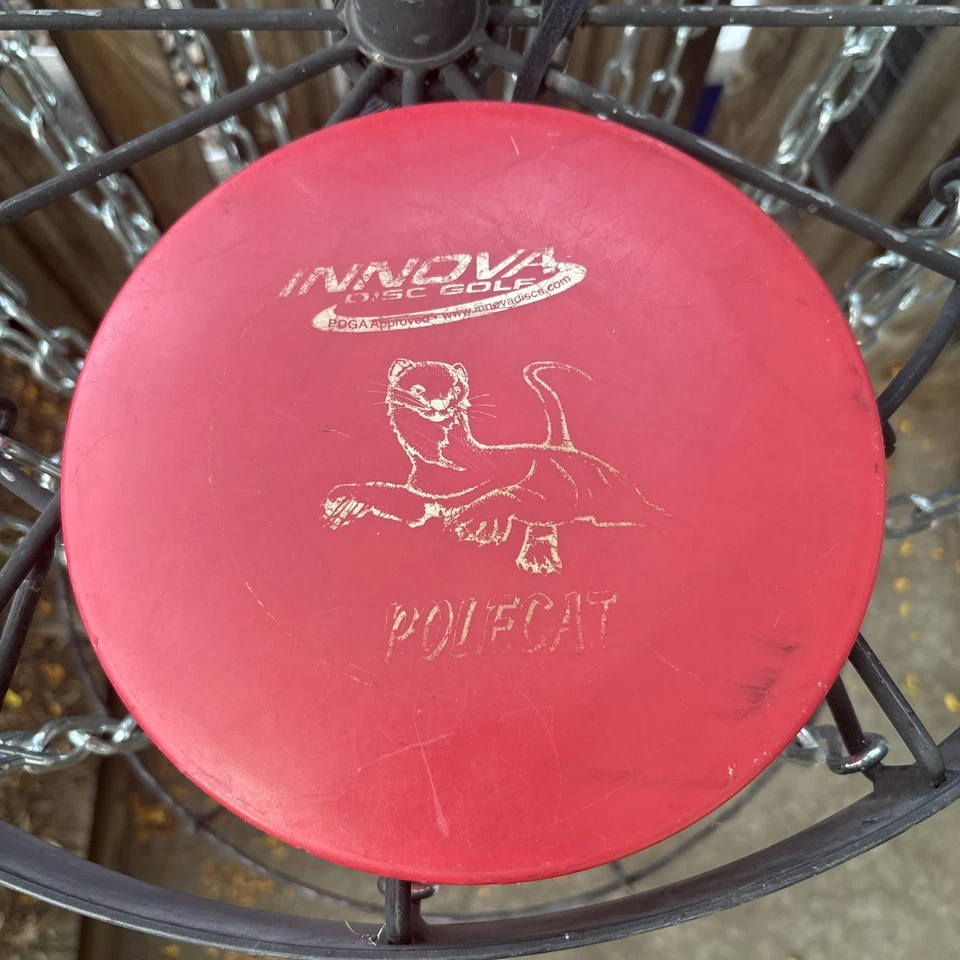 INNOVA
DISC GOLF
PDGA Approved - www.innovadiscs.com
POLECAT